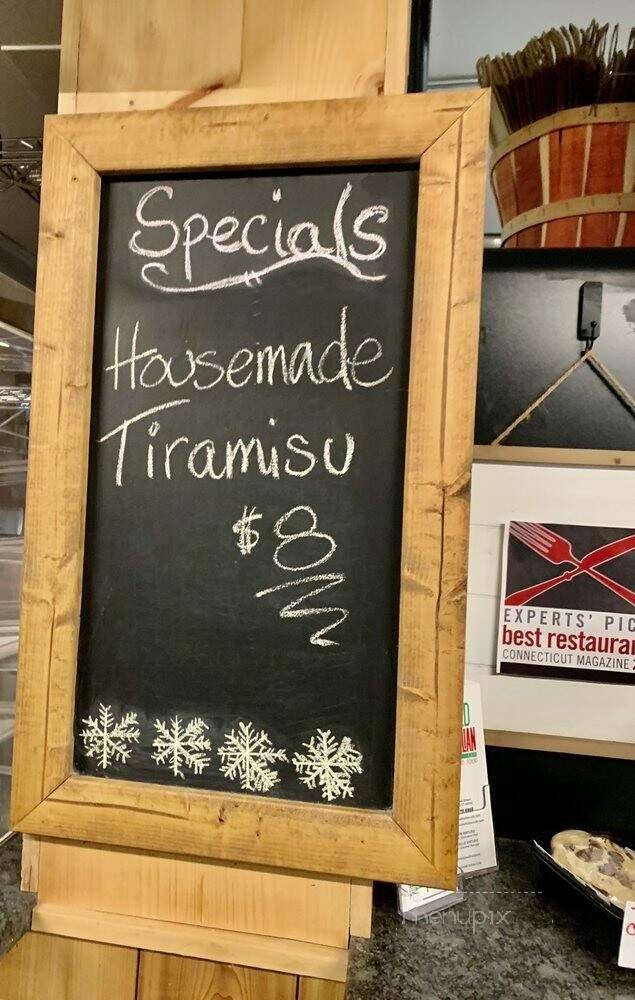 Specials
Housemade
Tiramisu
$8
EXPERTS' PIC
best restaura
CONNECTICUT MAGAZINE
menupix